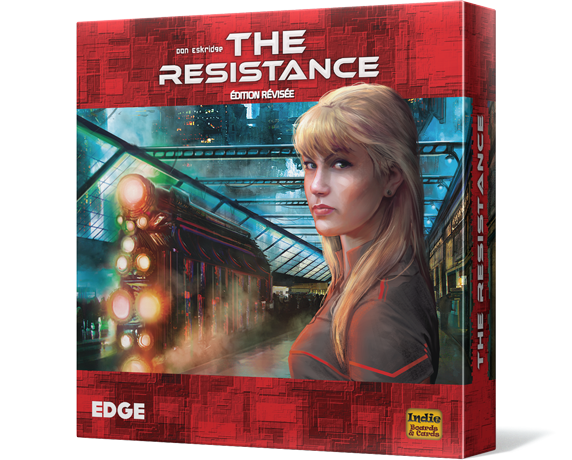 Don Eskridge
THE
RESISTANCE
ÉDITION RÉVISÉE
THE RESISTANCE
EDGE
Indie
Boards
& Cards